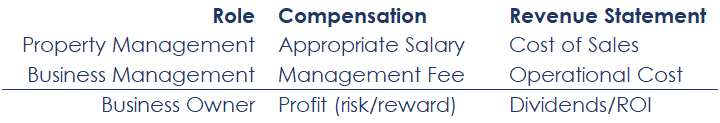 Role Compensation Revenue Statement
Property Management Appropriate Salary Cost of Sales
Business Management Management Fee Operational Cost
Business Owner Profit (risk/reward) Dividends/ROI